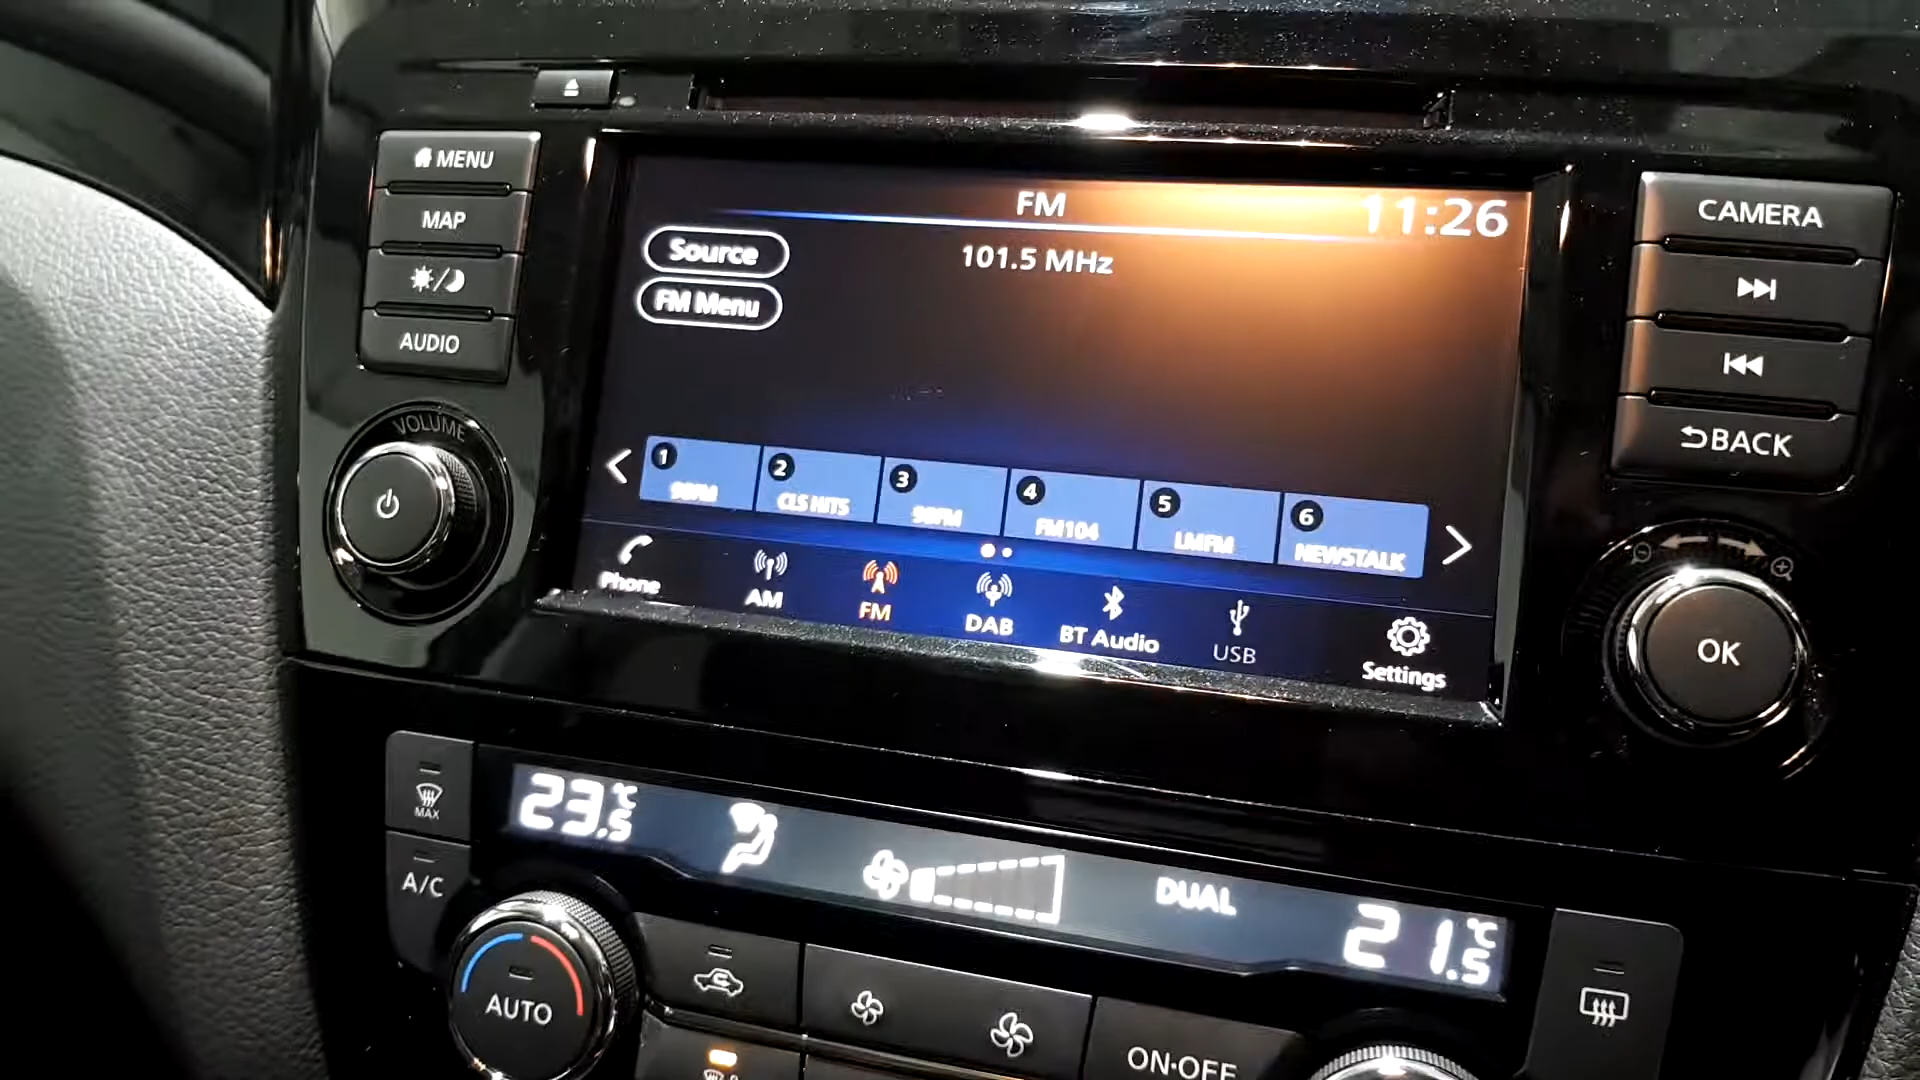 MENU
MAP
AUDIO
VOLUME
FM
11:26
Source
101.5 MHz
FM Menu
1
2
CLS HITS
3
98FM
4
FM104
5
LMFM
6
NEWSTALK
Phone
AM
FM
DAB
BT Audio
USB
Settings
CAMERA
BACK
OK
MAX
A/C
23.5 °C
DUAL
21.5 °C
AUTO
ON·OFF